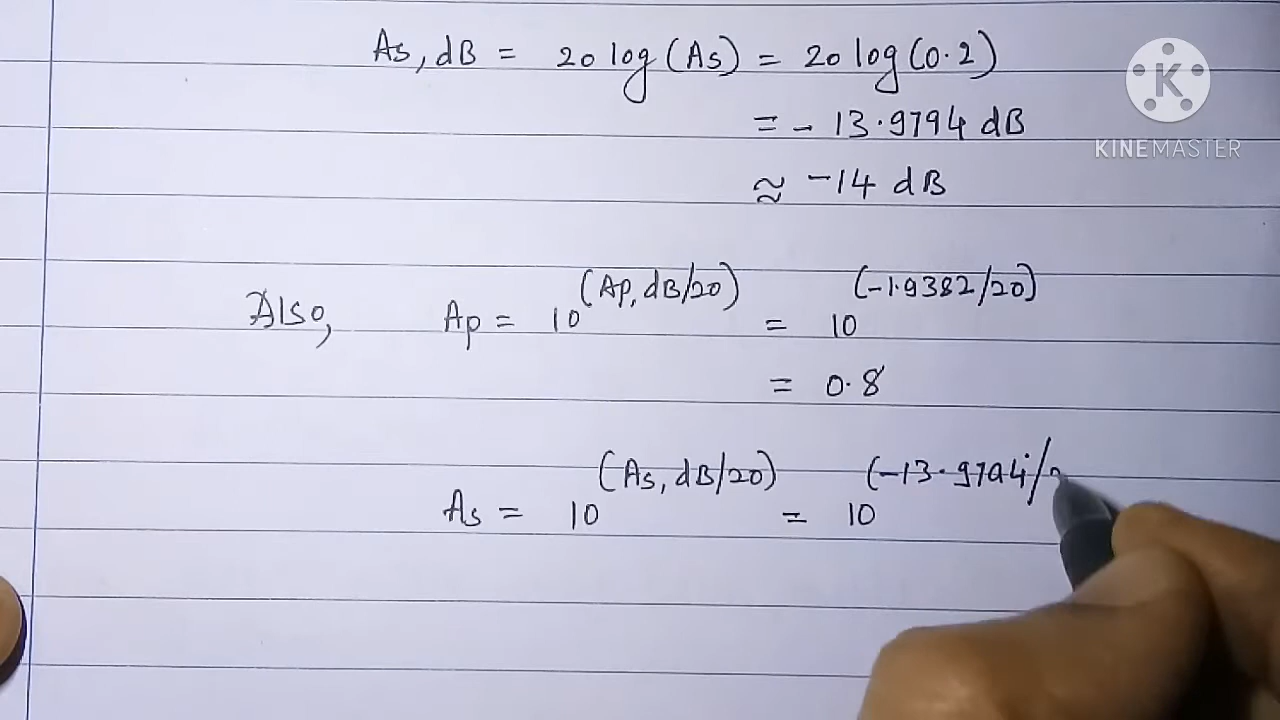 As, dB = 20 log(As) = 20 log(0.2)
= - 13.9794 dB
≈ -14 dB
K
KINEMASTER
Also, Ap = 10^(Ap, dB/20) = 10^(-1.9382/20)
= 0.8
As = 10^(As, dB/20) = 10^(-13.9794/